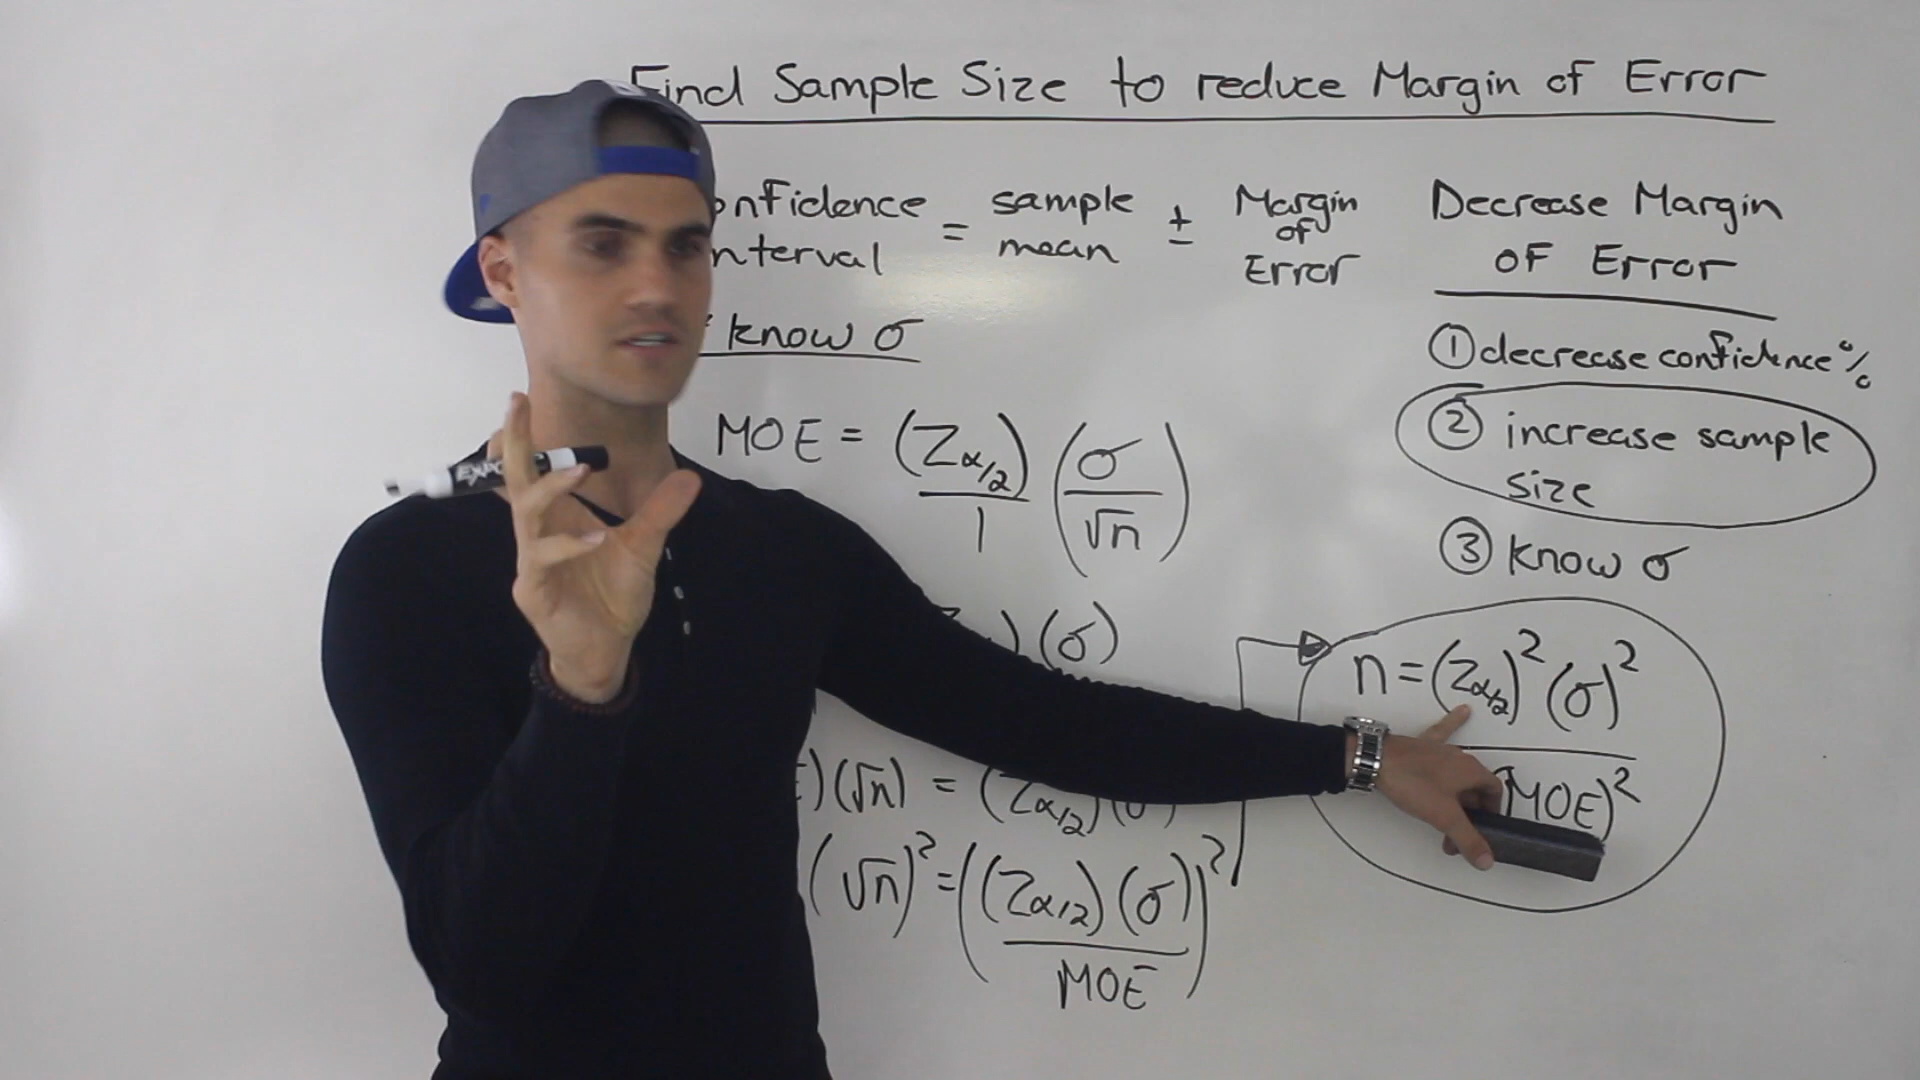 Find Sample Size to reduce Margin of Error
onfidence = sample ± Margin of Error
nterval mean
know σ
MOE = (Zα/2) (σ
1 √n)
) (σ)
)(√n) = (Zα/2)(σ)
(√n)² = ((Zα/2)(σ))²
MOE
Decrease Margin
of Error
① decrease confidence %
② increase sample
size
③ know σ
n = (Zα/2)² (σ)²
MOE)²
EXPO